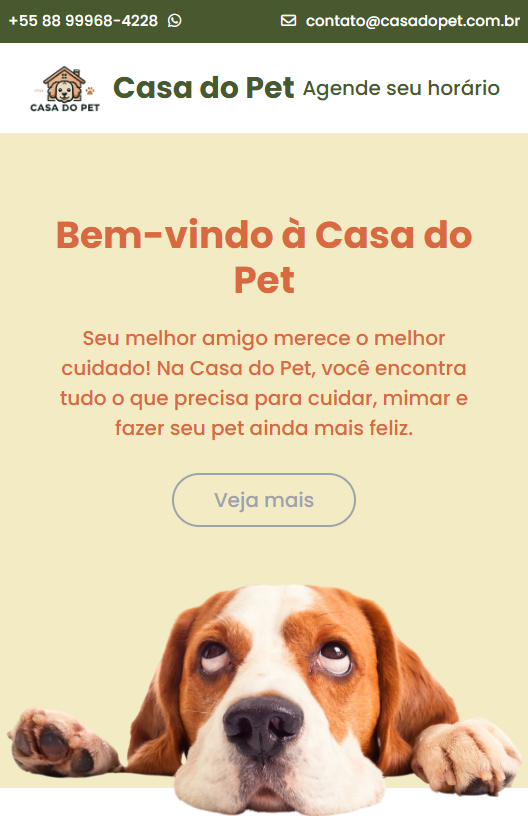 +55 88 99968-4228
contato@casadopet.com.br
CASA DO PET
Casa do Pet
Agende seu horário
Bem-vindo à Casa do
Pet
Seu melhor amigo merece o melhor
cuidado! Na Casa do Pet, você encontra
tudo o que precisa para cuidar, mimar e
fazer seu pet ainda mais feliz.
Veja mais